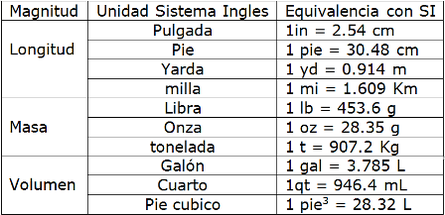 Magnitud Unidad Sistema Ingles Equivalencia con SI
Longitud
Pulgada 1in = 2.54 cm
Pie 1 pie = 30.48 cm
Yarda 1 yd = 0.914 m
milla 1 mi = 1.609 Km
Masa
Libra 1 lb = 453.6 g
Onza 1 oz = 28.35 g
tonelada 1 t = 907.2 Kg
Volumen
Galón 1 gal = 3.785 L
Cuarto 1qt = 946.4 mL
Pie cubico 1 pie³ = 28.32 L